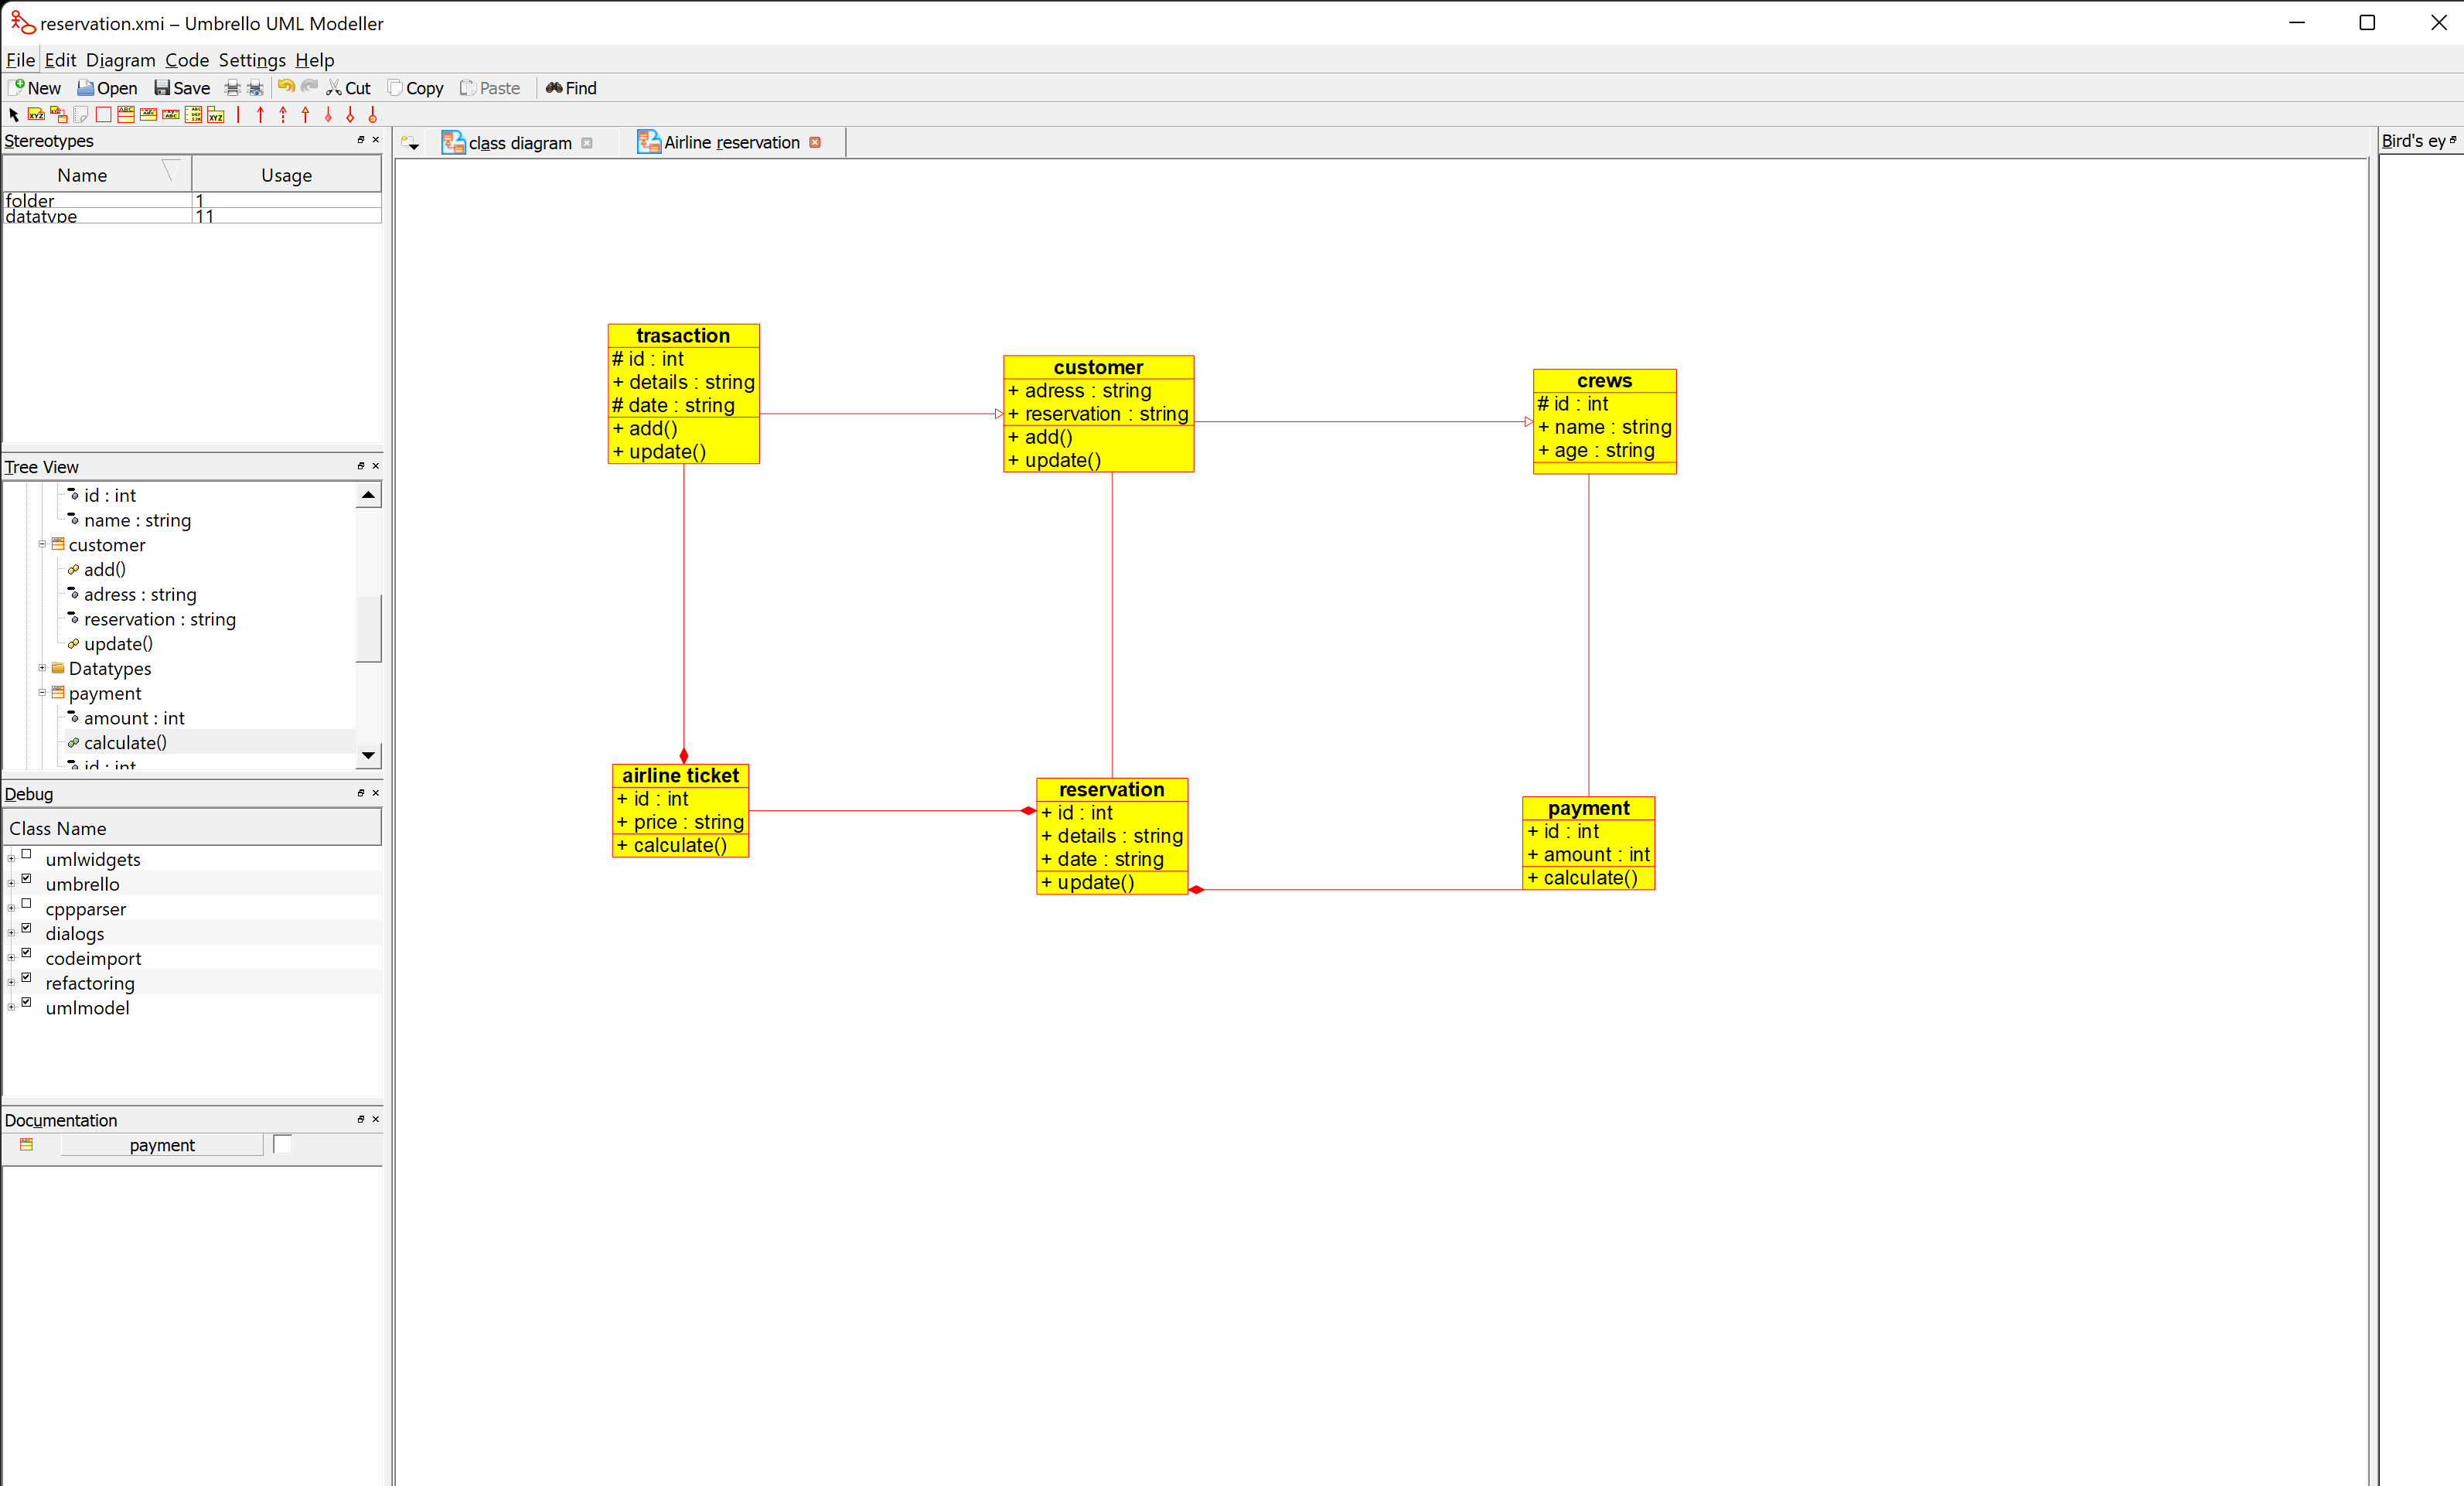 reservation.xmi – Umbrello UML Modeller
File Edit Diagram Code Settings Help
New Open Save Cut Copy Paste Find
Stereotypes
Name Usage
folder 1
datatype 11
Tree View
id : int
name : string
customer
add()
adress : string
reservation : string
update()
Datatypes
payment
amount : int
calculate()
id : int
Debug
Class Name
umlwidgets
umbrello
cppparser
dialogs
codeimport
refactoring
umlmodel
Documentation
payment
class diagram
Airline reservation
Bird's ey
trasaction
# id : int
+ details : string
# date : string
+ add()
+ update()
customer
+ adress : string
+ reservation : string
+ add()
+ update()
crews
# id : int
+ name : string
+ age : string
airline ticket
+ id : int
+ price : string
+ calculate()
reservation
+ id : int
+ details : string
+ date : string
+ update()
payment
+ id : int
+ amount : int
+ calculate()